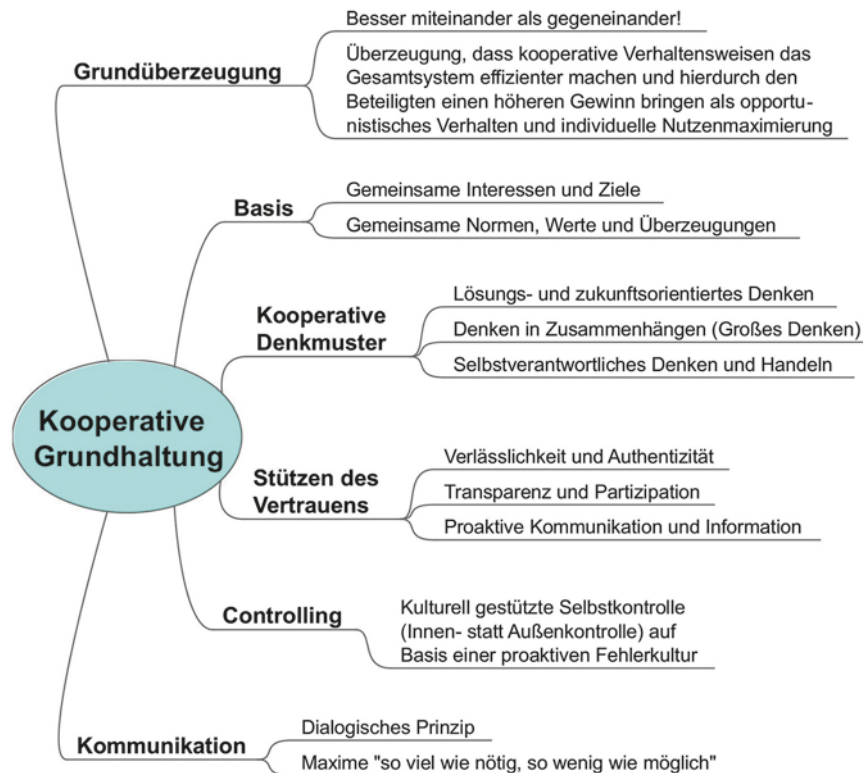 Besser miteinander als gegeneinander!
Grundüberzeugung
Überzeugung, dass kooperative Verhaltensweisen das
Gesamtsystem effizienter machen und hierdurch den
Beteiligten einen höheren Gewinn bringen als opportu-
nistisches Verhalten und individuelle Nutzenmaximierung
Basis
Gemeinsame Interessen und Ziele
Gemeinsame Normen, Werte und Überzeugungen
Kooperative
Denkmuster
Lösungs- und zukunftsorientiertes Denken
Denken in Zusammenhängen (Großes Denken)
Selbstverantwortliches Denken und Handeln
Kooperative
Grundhaltung
Stützen des
Vertrauens
Verlässlichkeit und Authentizität
Transparenz und Partizipation
Proaktive Kommunikation und Information
Controlling
Kulturell gestützte Selbstkontrolle
(Innen- statt Außenkontrolle) auf
Basis einer proaktiven Fehlerkultur
Kommunikation
Dialogisches Prinzip
Maxime "so viel wie nötig, so wenig wie möglich"